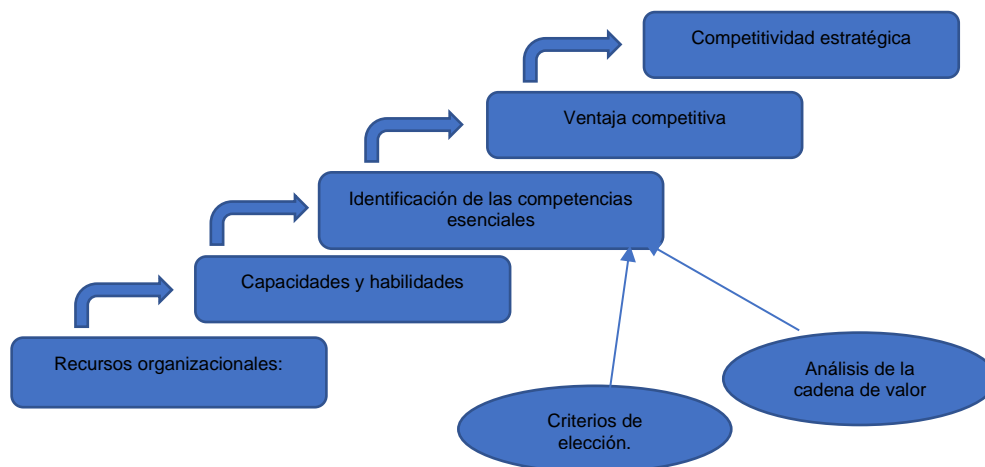 Competitividad estratégica
Ventaja competitiva
Identificación de las competencias
esenciales
Capacidades y habilidades
Recursos organizacionales:
Análisis de la
cadena de valor
Criterios de
elección.